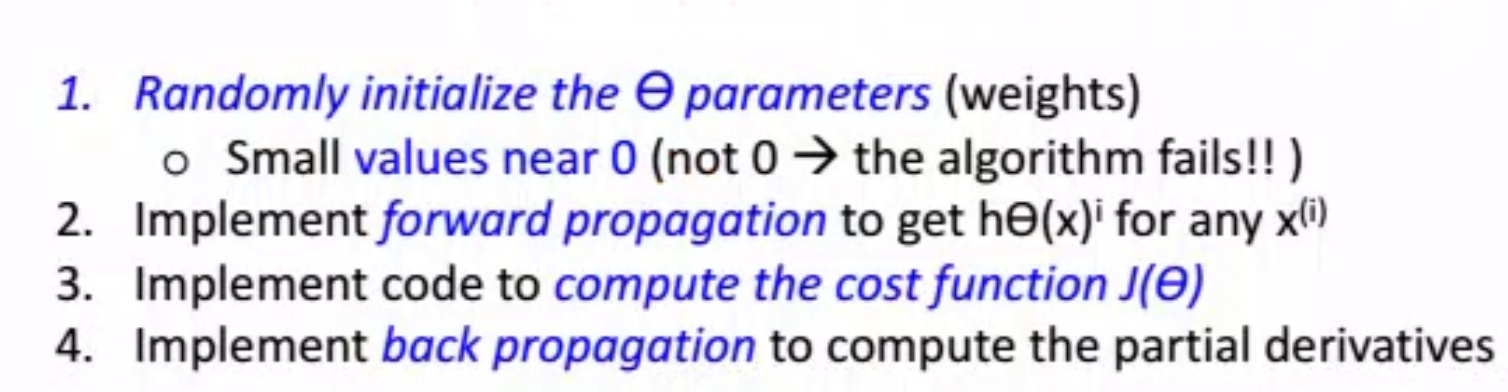 1. Randomly initialize the Ө parameters (weights)
o Small values near 0 (not 0 → the algorithm fails!! )
2. Implement forward propagation to get hӨ(x)ⁱ for any x⁽ⁱ⁾
3. Implement code to compute the cost function J(Ө)
4. Implement back propagation to compute the partial derivatives